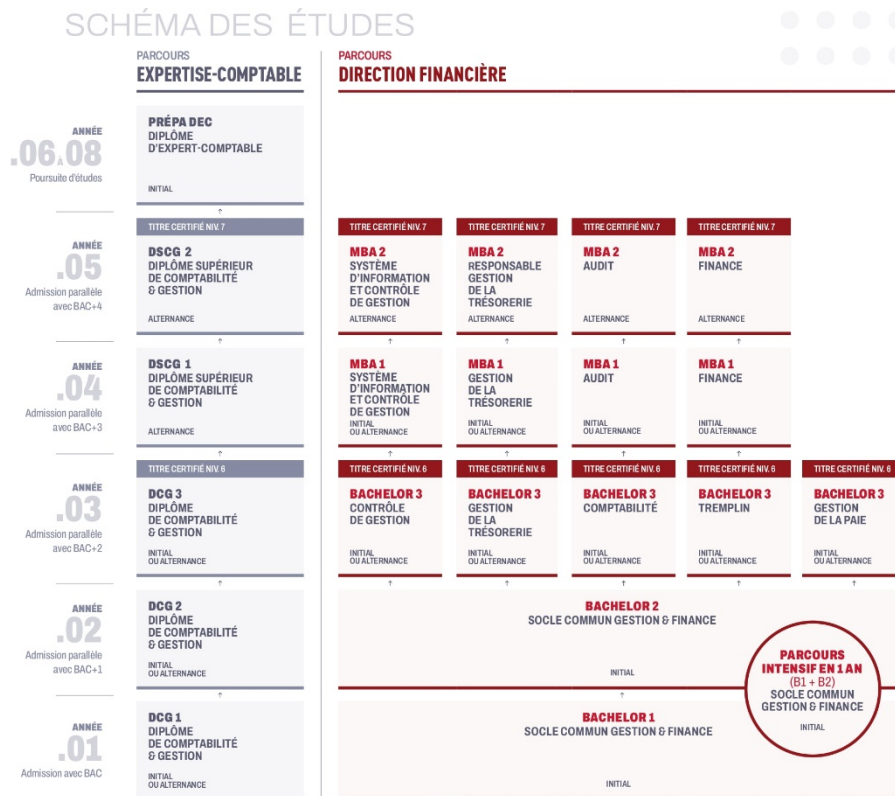 SCHÉMA DES ÉTUDES
PARCOURS
EXPERTISE-COMPTABLE
PARCOURS
DIRECTION FINANCIÈRE
ANNÉE
.06 À .08
Poursuite d'études
PRÉPA DEC
DIPLÔME
D'EXPERT-COMPTABLE
INITIAL
↑
ANNÉE
.05
Admission parallèle
avec BAC+4
TITRE CERTIFIÉ NIV. 7
DSCG 2
DIPLÔME SUPÉRIEUR
DE COMPTABILITÉ
& GESTION
ALTERNANCE
↑
TITRE CERTIFIÉ NIV. 7
MBA 2
SYSTÈME
D'INFORMATION
ET CONTRÔLE
DE GESTION
ALTERNANCE
↑
TITRE CERTIFIÉ NIV. 7
MBA 2
RESPONSABLE
GESTION
DE LA
TRÉSORERIE
ALTERNANCE
↑
TITRE CERTIFIÉ NIV. 7
MBA 2
AUDIT
ALTERNANCE
↑
TITRE CERTIFIÉ NIV. 7
MBA 2
FINANCE
ALTERNANCE
↑
ANNÉE
.04
Admission parallèle
avec BAC+3
DSCG 1
DIPLÔME SUPÉRIEUR
DE COMPTABILITÉ
& GESTION
ALTERNANCE
↑
MBA 1
SYSTÈME
D'INFORMATION
ET CONTRÔLE
DE GESTION
INITIAL
OU ALTERNANCE
↑
MBA 1
GESTION
DE LA
TRÉSORERIE
INITIAL
OU ALTERNANCE
↑
MBA 1
AUDIT
INITIAL
OU ALTERNANCE
↑
MBA 1
FINANCE
INITIAL
OU ALTERNANCE
↑
ANNÉE
.03
Admission parallèle
avec BAC+2
TITRE CERTIFIÉ NIV. 6
DCG 3
DIPLÔME
DE COMPTABILITÉ
& GESTION
INITIAL
OU ALTERNANCE
↑
TITRE CERTIFIÉ NIV. 6
BACHELOR 3
CONTRÔLE
DE GESTION
INITIAL
OU ALTERNANCE
↑
TITRE CERTIFIÉ NIV. 6
BACHELOR 3
GESTION
DE LA
TRÉSORERIE
INITIAL
OU ALTERNANCE
↑
TITRE CERTIFIÉ NIV. 6
BACHELOR 3
COMPTABILITÉ
INITIAL
OU ALTERNANCE
↑
TITRE CERTIFIÉ NIV. 6
BACHELOR 3
TREMPLIN
INITIAL
OU ALTERNANCE
↑
TITRE CERTIFIÉ NIV. 6
BACHELOR 3
GESTION
DE LA PAIE
INITIAL
OU ALTERNANCE
↑
ANNÉE
.02
Admission parallèle
avec BAC+1
DCG 2
DIPLÔME
DE COMPTABILITÉ
& GESTION
INITIAL
OU ALTERNANCE
↑
BACHELOR 2
SOCLE COMMUN GESTION & FINANCE
INITIAL
↑
PARCOURS
INTENSIF EN 1 AN
(B1 + B2)
SOCLE COMMUN
GESTION & FINANCE
INITIAL
ANNÉE
.01
Admission avec BAC
DCG 1
DIPLÔME
DE COMPTABILITÉ
& GESTION
INITIAL
OU ALTERNANCE
BACHELOR 1
SOCLE COMMUN GESTION & FINANCE
INITIAL